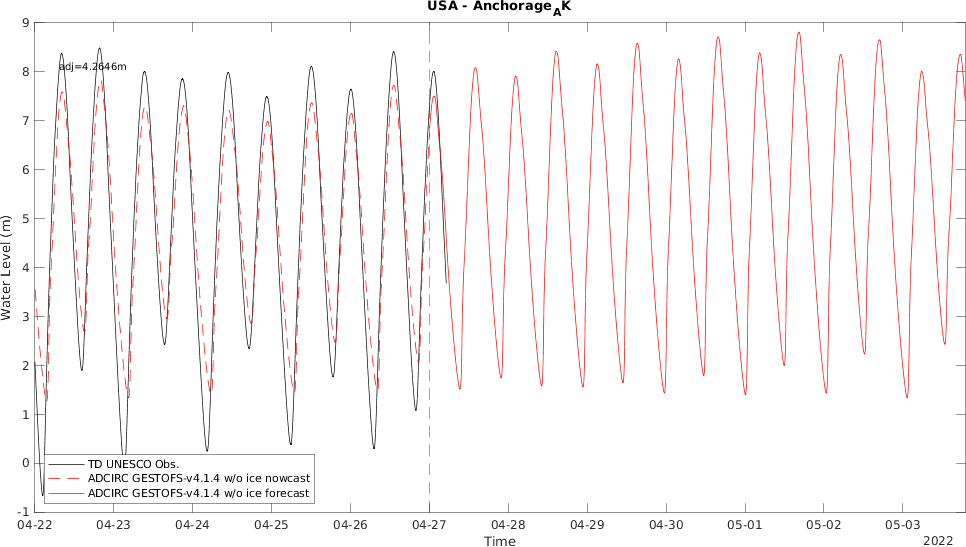 USA - Anchorage_AK
adj=4.2646m
9
8
7
6
5
4
3
2
1
0
-1
Water Level (m)
TD UNESCO Obs.
ADCIRC GESTOFS-v4.1.4 w/o ice nowcast
ADCIRC GESTOFS-v4.1.4 w/o ice forecast
04-22 04-23 04-24 04-25 04-26 04-27 04-28 04-29 04-30 05-01 05-02 05-03
Time
2022